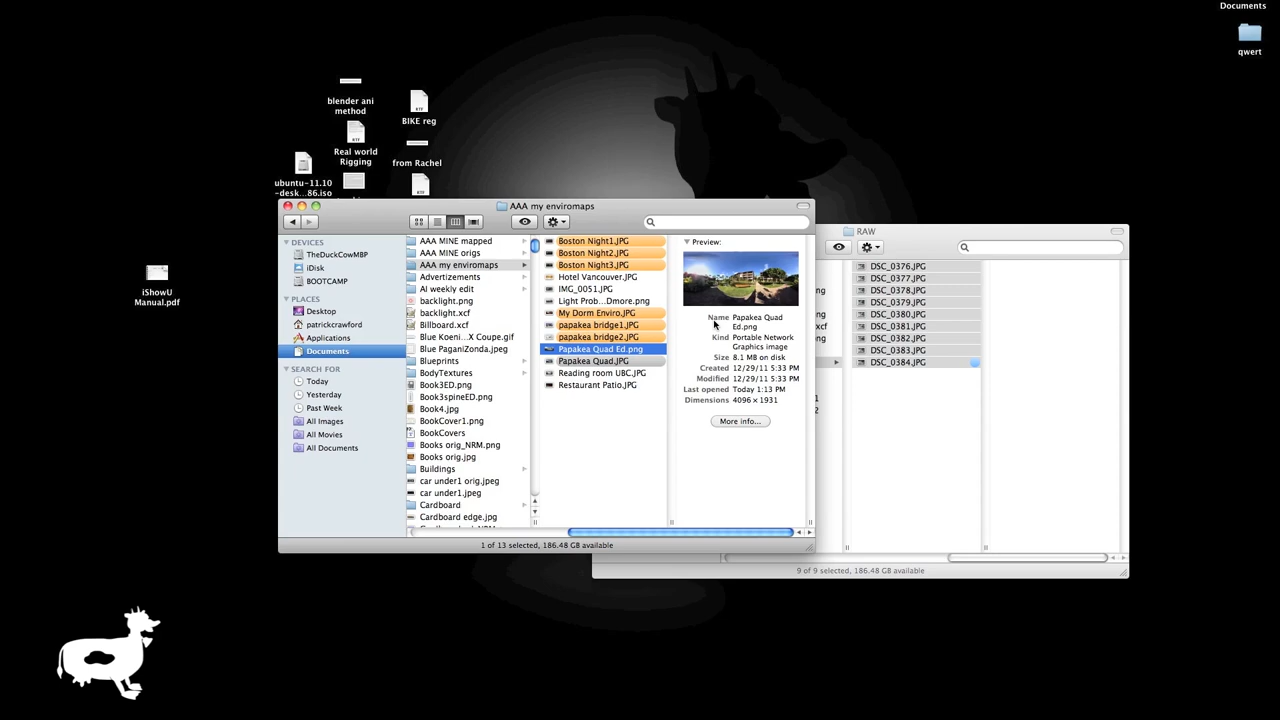 Documents
qwert
blender ani
method
BIKE reg
Real world
Rigging
from Rachel
ubuntu-11.10
-desk...86.iso
iShowU
Manual.pdf
AAA my enviromaps
DEVICES
TheDuckCowMBP
iDisk
BOOTCAMP
PLACES
Desktop
patrickcrawford
Applications
Documents
SEARCH FOR
Today
Yesterday
Past Week
All Images
All Movies
All Documents
AAA MINE mapped
AAA MINE origs
AAA my enviromaps
Advertizements
AI weekly edit
backlight.png
backlight.xcf
Billboard.xcf
Blue Koeni...X Coupe.gif
Blue PaganiZonda.jpeg
Blueprints
BodyTextures
Book3ED.png
Book3spineED.png
Book4.jpg
BookCover1.png
BookCovers
Books orig_NRM.png
Books orig.jpg
Buildings
car under1 orig.jpeg
car under1.jpeg
Cardboard
Cardboard edge.jpg
Boston Night1.JPG
Boston Night2.JPG
Boston Night3.JPG
Hotel Vancouver.JPG
IMG_0051.JPG
Light Prob...Dmore.png
My Dorm Enviro.JPG
papakea bridge1.JPG
papakea bridge2.JPG
Papakea Quad Ed.png
Papakea Quad.JPG
Reading room UBC.JPG
Restaurant Patio.JPG
Preview:
Name Papakea Quad
Ed.png
Kind Portable Network
Graphics image
Size 8.1 MB on disk
Created 12/29/11 5:33 PM
Modified 12/29/11 5:33 PM
Last opened Today 1:13 PM
Dimensions 4096 × 1931
More info...
1 of 13 selected, 186.48 GB available
RAW
ng
xcf
ng
DSC_0376.JPG
DSC_0377.JPG
DSC_0378.JPG
DSC_0379.JPG
DSC_0380.JPG
DSC_0381.JPG
DSC_0382.JPG
DSC_0383.JPG
DSC_0384.JPG
9 of 9 selected, 186.48 GB available